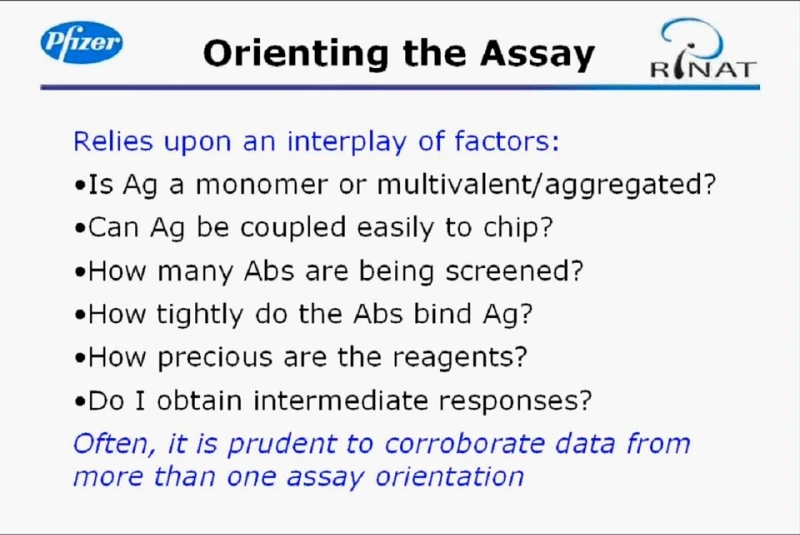 Pfizer
Orienting the Assay
RINAT
Relies upon an interplay of factors:
•Is Ag a monomer or multivalent/aggregated?
•Can Ag be coupled easily to chip?
•How many Abs are being screened?
•How tightly do the Abs bind Ag?
•How precious are the reagents?
•Do I obtain intermediate responses?
Often, it is prudent to corroborate data from
more than one assay orientation